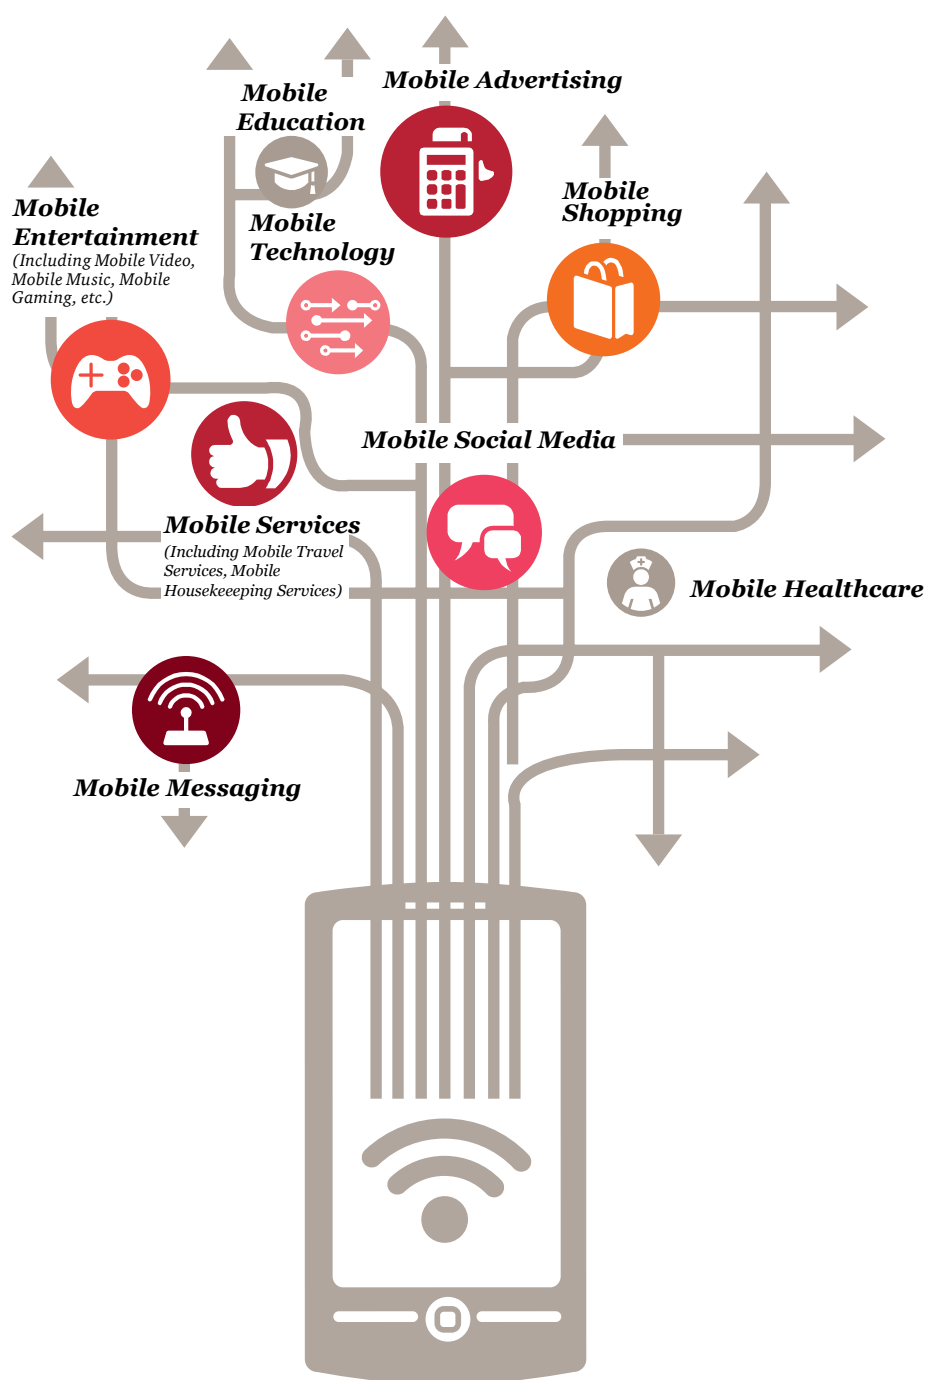 Mobile Advertising
Mobile
Education
Mobile
Shopping
Mobile
Entertainment
(Including Mobile Video,
Mobile Music, Mobile
Gaming, etc.)
Mobile
Technology
Mobile Social Media
Mobile Services
(Including Mobile Travel
Services, Mobile
Housekeeeping Services)
Mobile Healthcare
Mobile Messaging